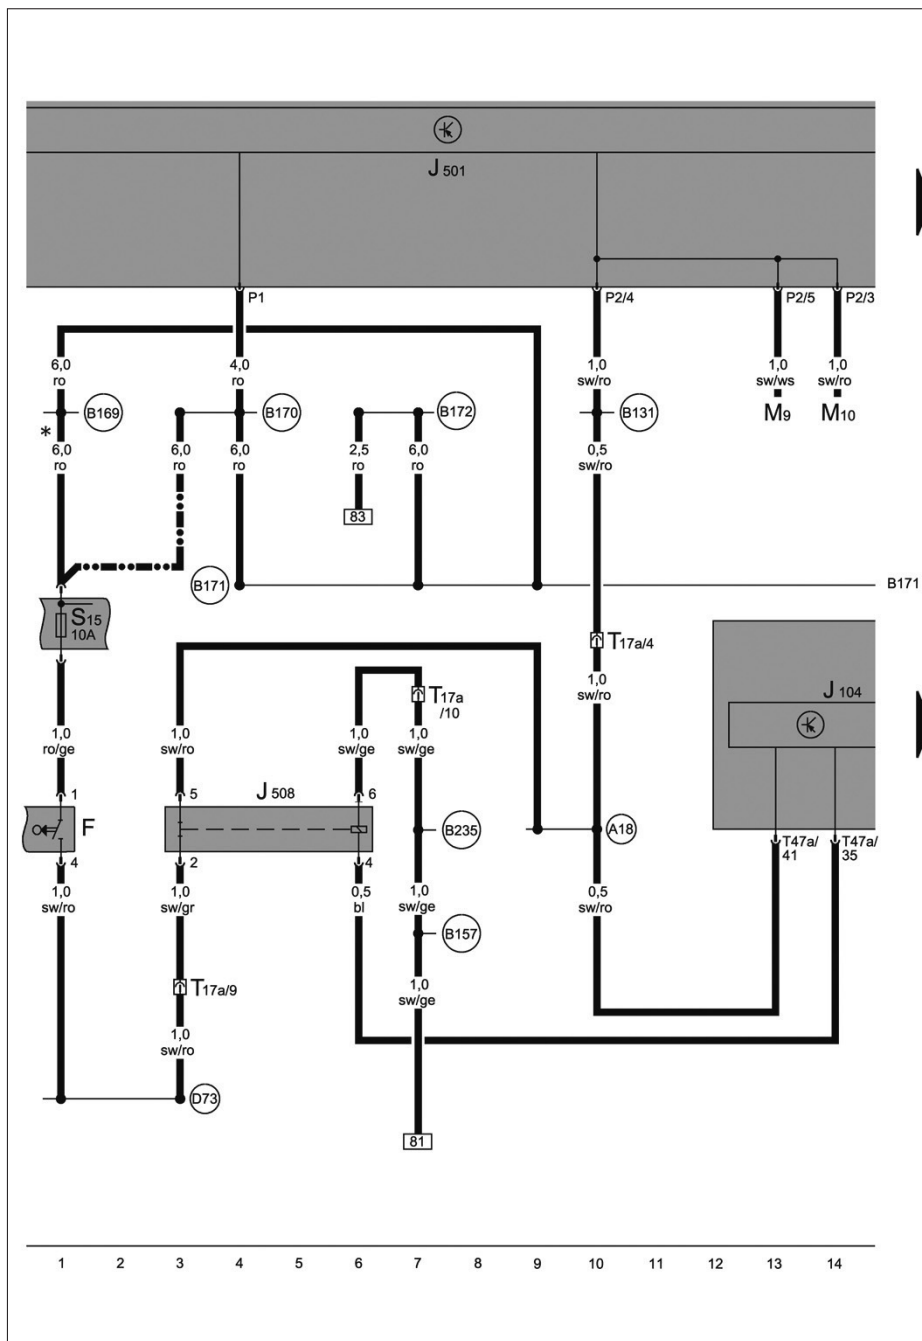 J 501
P1
P2/4
P2/5
P2/3
6,0
ro
4,0
ro
1,0
sw/ro
1,0
sw/ws
1,0
sw/ro
B169
B170
B172
B131
M9
M10
*
6,0
ro
6,0
ro
6,0
ro
2,5
ro
6,0
ro
0,5
sw/ro
83
B171
B171
S15
10A
T17a/4
T17a
/10
1,0
sw/ro
J 104
1,0
ro/ge
1,0
sw/ro
1,0
sw/ge
1,0
sw/ge
1
5
J 508
6
F
B235
A18
T47a/
41
T47a/
35
4
2
4
1,0
sw/ro
1,0
sw/gr
0,5
bl
1,0
sw/ge
0,5
sw/ro
B157
T17a/9
1,0
sw/ge
1,0
sw/ro
D73
81
1 2 3 4 5 6 7 8 9 10 11 12 13 14